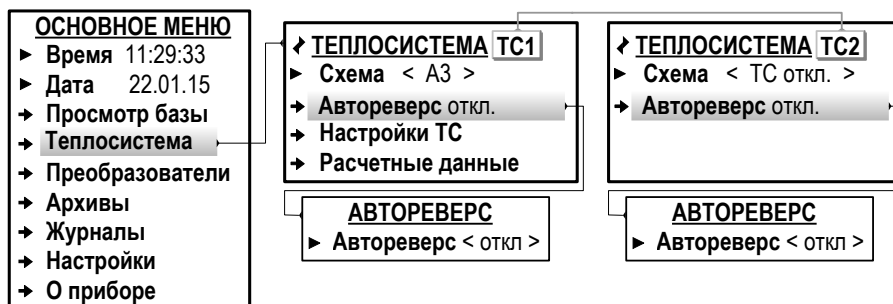 ОСНОВНОЕ МЕНЮ
Время 11:29:33
Дата 22.01.15
Просмотр базы
Теплосистема
Преобразователи
Архивы
Журналы
Настройки
О приборе
ТЕПЛОСИСТЕМА ТС1
Схема < А3 >
Автореверс откл.
Настройки ТС
Расчетные данные
АВТОРЕВЕРС
Автореверс < откл >
ТЕПЛОСИСТЕМА ТС2
Схема < ТС откл. >
Автореверс откл.
АВТОРЕВЕРС
Автореверс < откл >